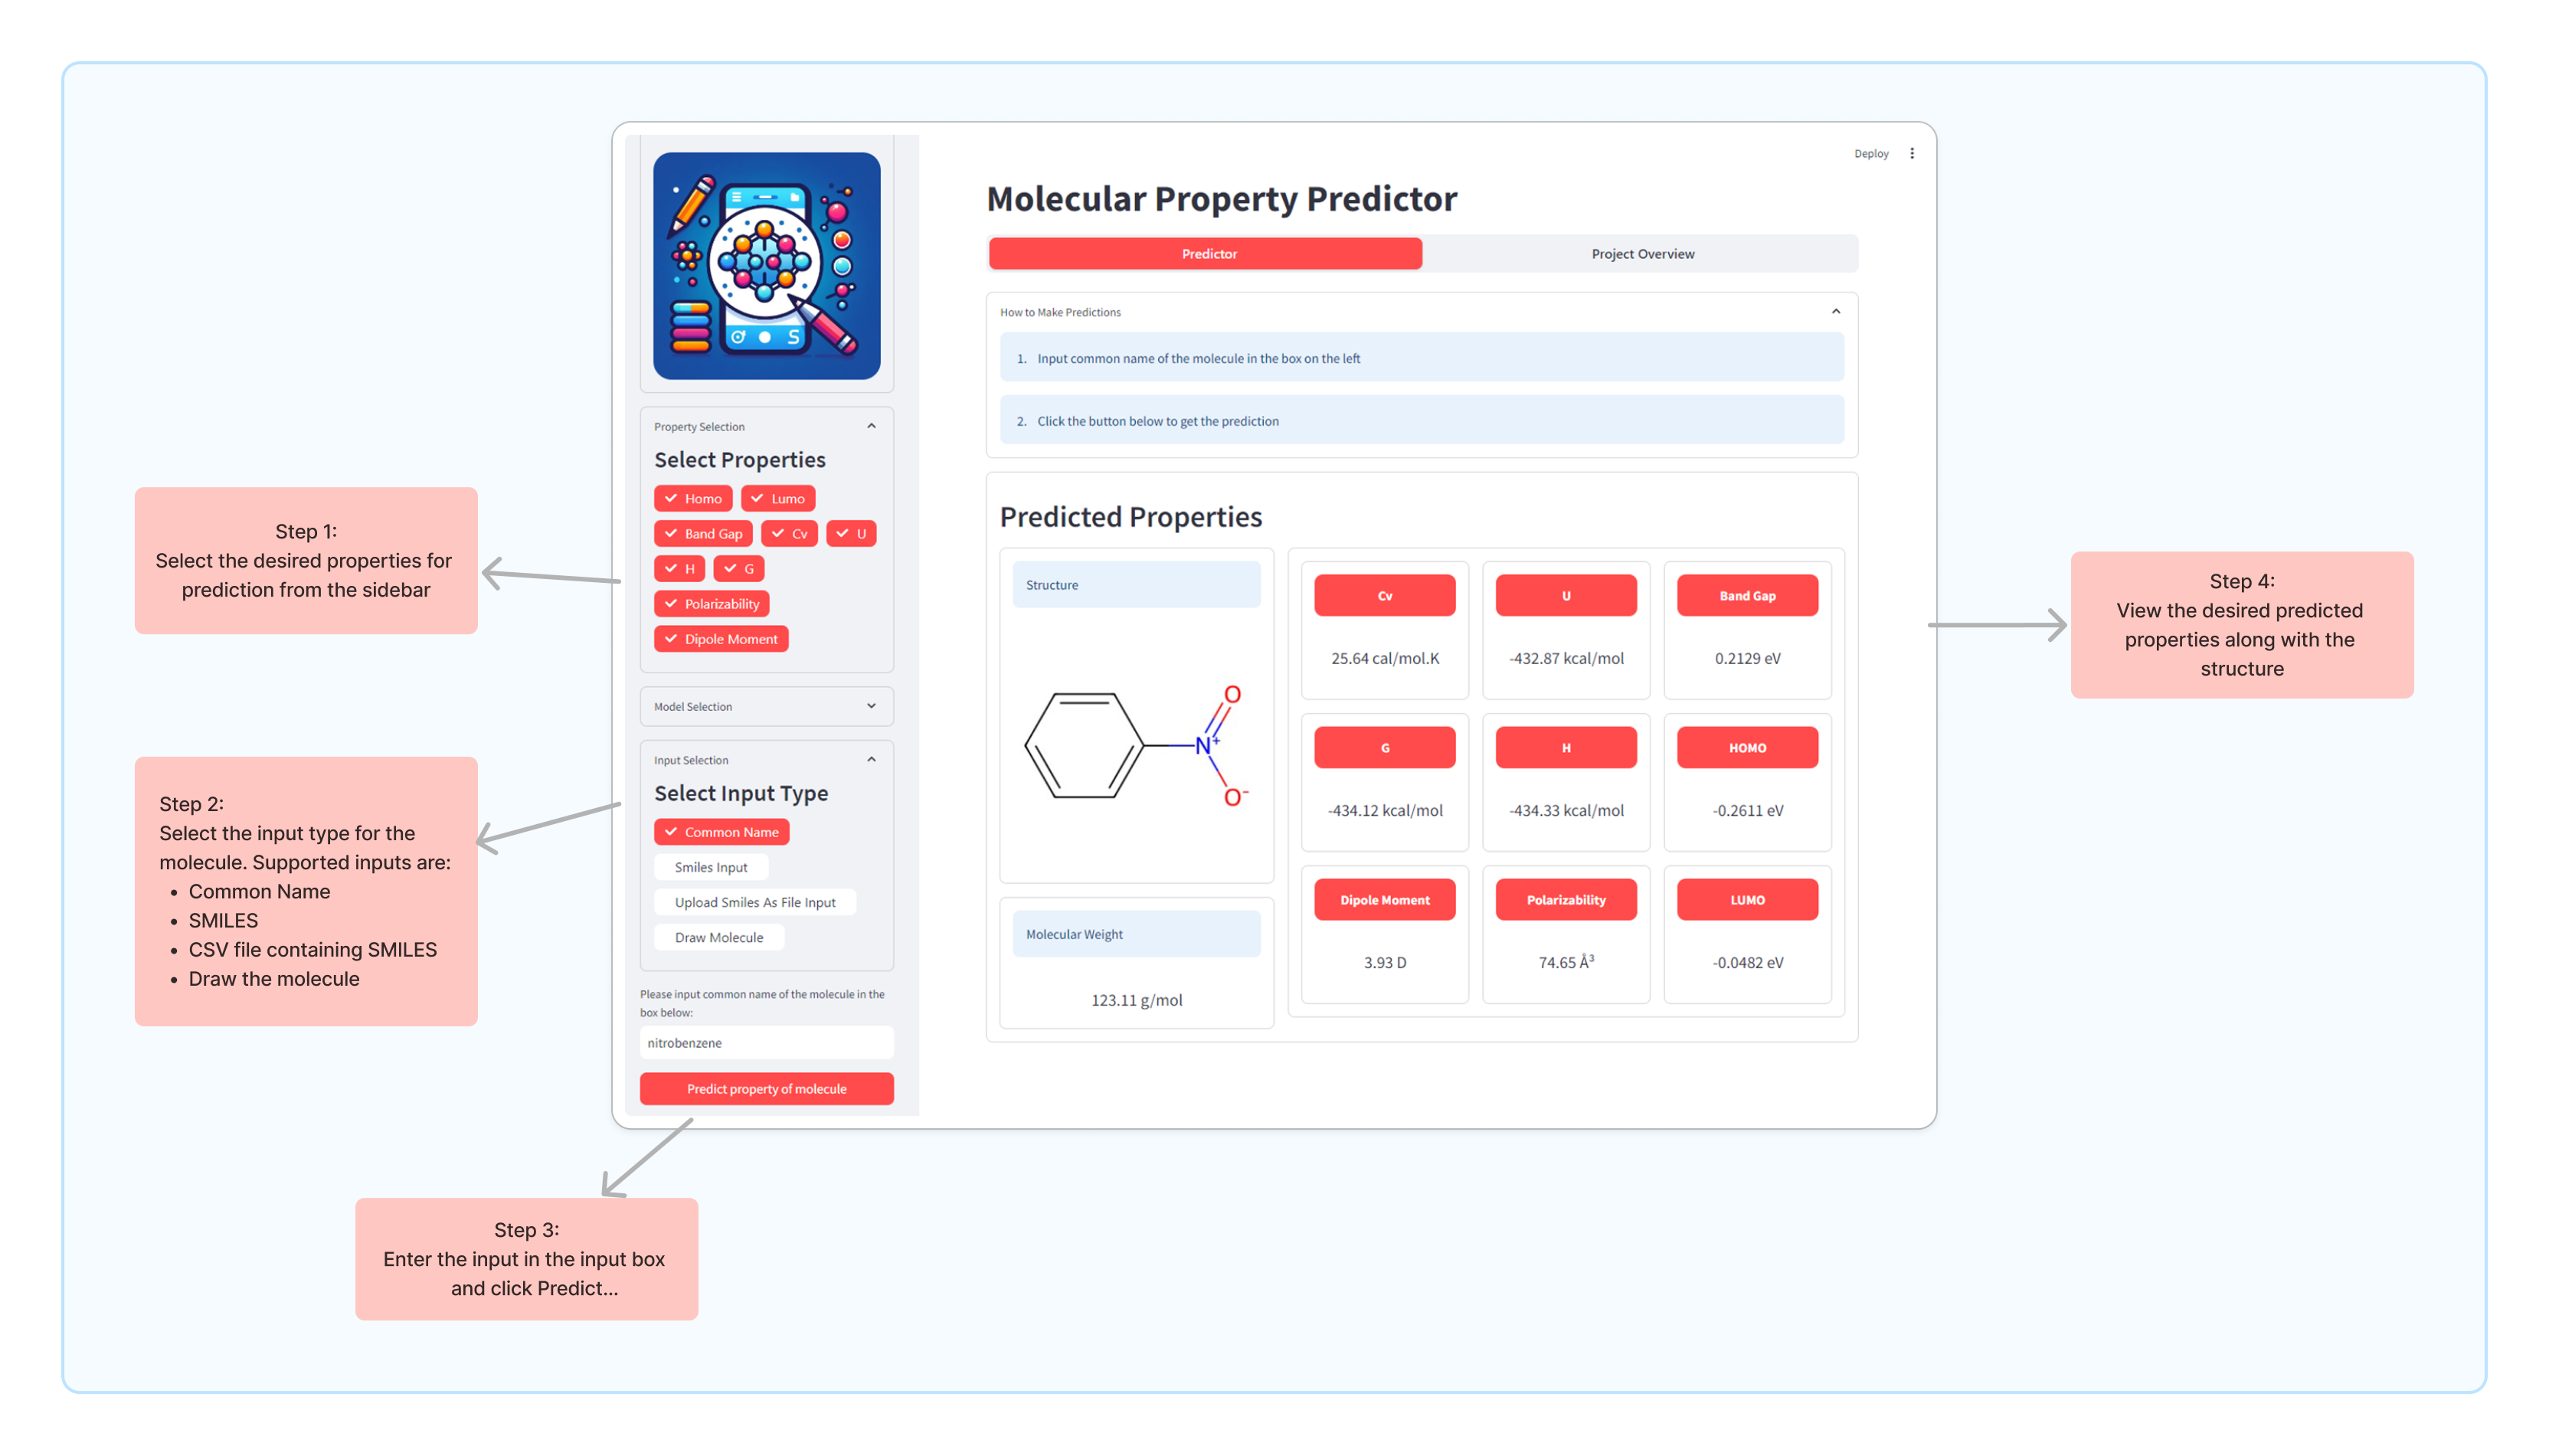 Deploy
Molecular Property Predictor
Predictor
Project Overview
How to Make Predictions
1. Input common name of the molecule in the box on the left
2. Click the button below to get the prediction
Property Selection
Select Properties
Homo
Lumo
Band Gap
Cv
U
H
G
Polarizability
Dipole Moment
Model Selection
Input Selection
Select Input Type
Common Name
Smiles Input
Upload Smiles As File Input
Draw Molecule
Please input common name of the molecule in the
box below:
nitrobenzene
Predict property of molecule
Predicted Properties
Structure
O
N+
O-
Molecular Weight
123.11 g/mol
Cv
25.64 cal/mol.K
U
-432.87 kcal/mol
Band Gap
0.2129 eV
G
-434.12 kcal/mol
H
-434.33 kcal/mol
HOMO
-0.2611 eV
Dipole Moment
3.93 D
Polarizability
74.65 Å³
LUMO
-0.0482 eV
Step 1:
Select the desired properties for
prediction from the sidebar
Step 2:
Select the input type for the
molecule. Supported inputs are:
• Common Name
• SMILES
• CSV file containing SMILES
• Draw the molecule
Step 3:
Enter the input in the input box
and click Predict...
Step 4:
View the desired predicted
properties along with the
structure
S